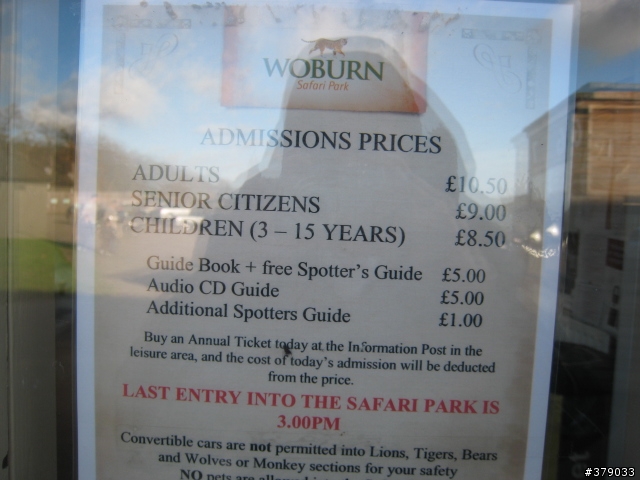 WOBURN
Safari Park
ADMISSIONS PRICES
ADULTS £10.50
SENIOR CITIZENS £9.00
CHILDREN (3 – 15 YEARS) £8.50
Guide Book + free Spotter's Guide £5.00
Audio CD Guide £5.00
Additional Spotters Guide £1.00
Buy an Annual Ticket today at the Information Post in the
leisure area, and the cost of today's admission will be deducted
from the price.
LAST ENTRY INTO THE SAFARI PARK IS
3.00PM
Convertible cars are not permitted into Lions, Tigers, Bears
and Wolves or Monkey sections for your safety
NO pets are allowed
#379033